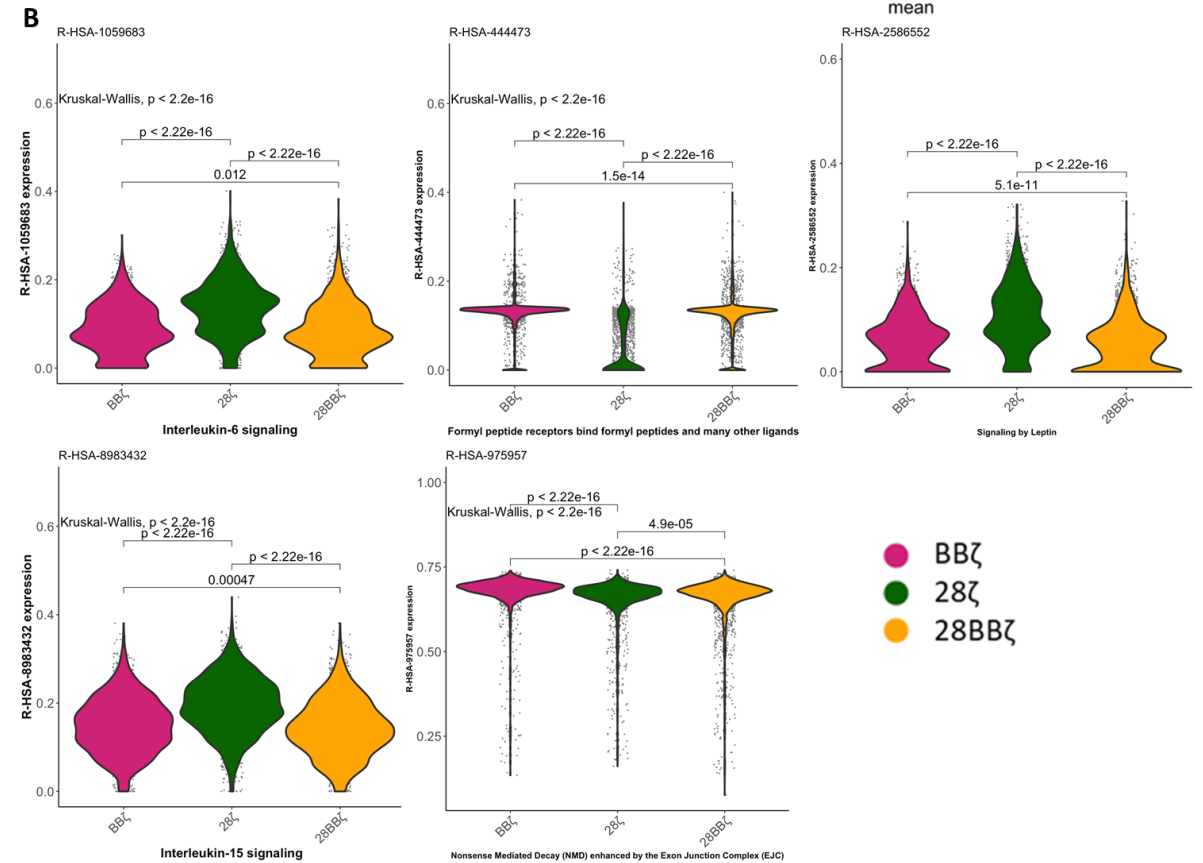 B
mean
R-HSA-1059683
R-HSA-1059683 expression
0.6
0.4
0.2
0.0
Kruskal-Wallis, p < 2.2e-16
p < 2.22e-16
p < 2.22e-16
0.012
BBζ
28ζ
28BBζ
Interleukin-6 signaling
R-HSA-444473
R-HSA-444473 expression
0.6
0.4
0.2
0.0
Kruskal-Wallis, p < 2.2e-16
p < 2.22e-16
p < 2.22e-16
1.5e-14
BBζ
28ζ
28BBζ
Formyl peptide receptors bind formyl peptides and many other ligands
R-HSA-2586552
R-HSA-2586552 expression
0.6
0.4
0.2
0.0
p < 2.22e-16
p < 2.22e-16
5.1e-11
BBζ
28ζ
28BBζ
Signaling by Leptin
R-HSA-8983432
R-HSA-8983432 expression
0.6
0.4
0.2
0.0
Kruskal-Wallis, p < 2.2e-16
p < 2.22e-16
p < 2.22e-16
0.00047
BBζ
28ζ
28BBζ
Interleukin-15 signaling
R-HSA-975957
R-HSA-975957 expression
1.00
0.75
0.50
0.25
p < 2.22e-16
Kruskal-Wallis, p < 2.2e-16
4.9e-05
p < 2.22e-16
BBζ
28ζ
28BBζ
Nonsense Mediated Decay (NMD) enhanced by the Exon Junction Complex (EJC)
BBζ
28ζ
28BBζ